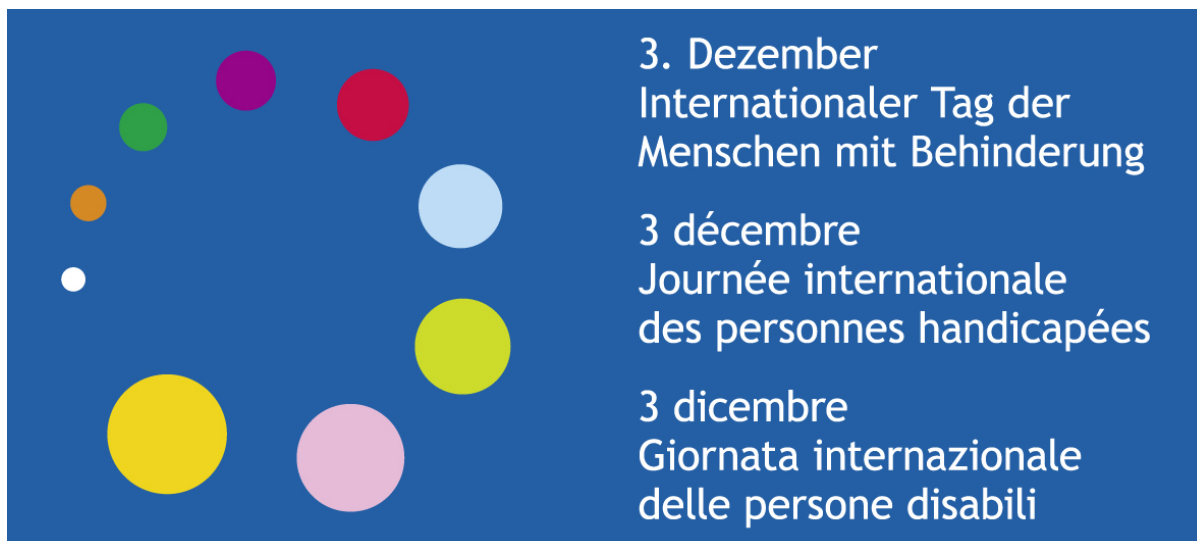 3. Dezember
Internationaler Tag der
Menschen mit Behinderung
3 décembre
Journée internationale
des personnes handicapées
3 dicembre
Giornata internazionale
delle persone disabili